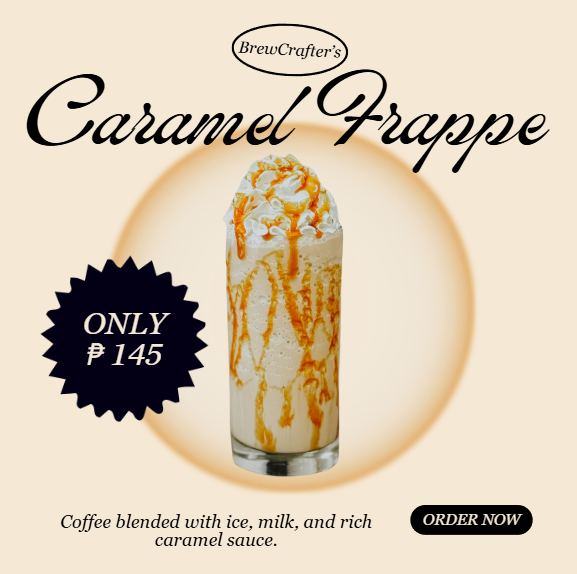 BrewCrafter's
Caramel Frappe
ONLY
₱ 145
Coffee blended with ice, milk, and rich
caramel sauce.
ORDER NOW